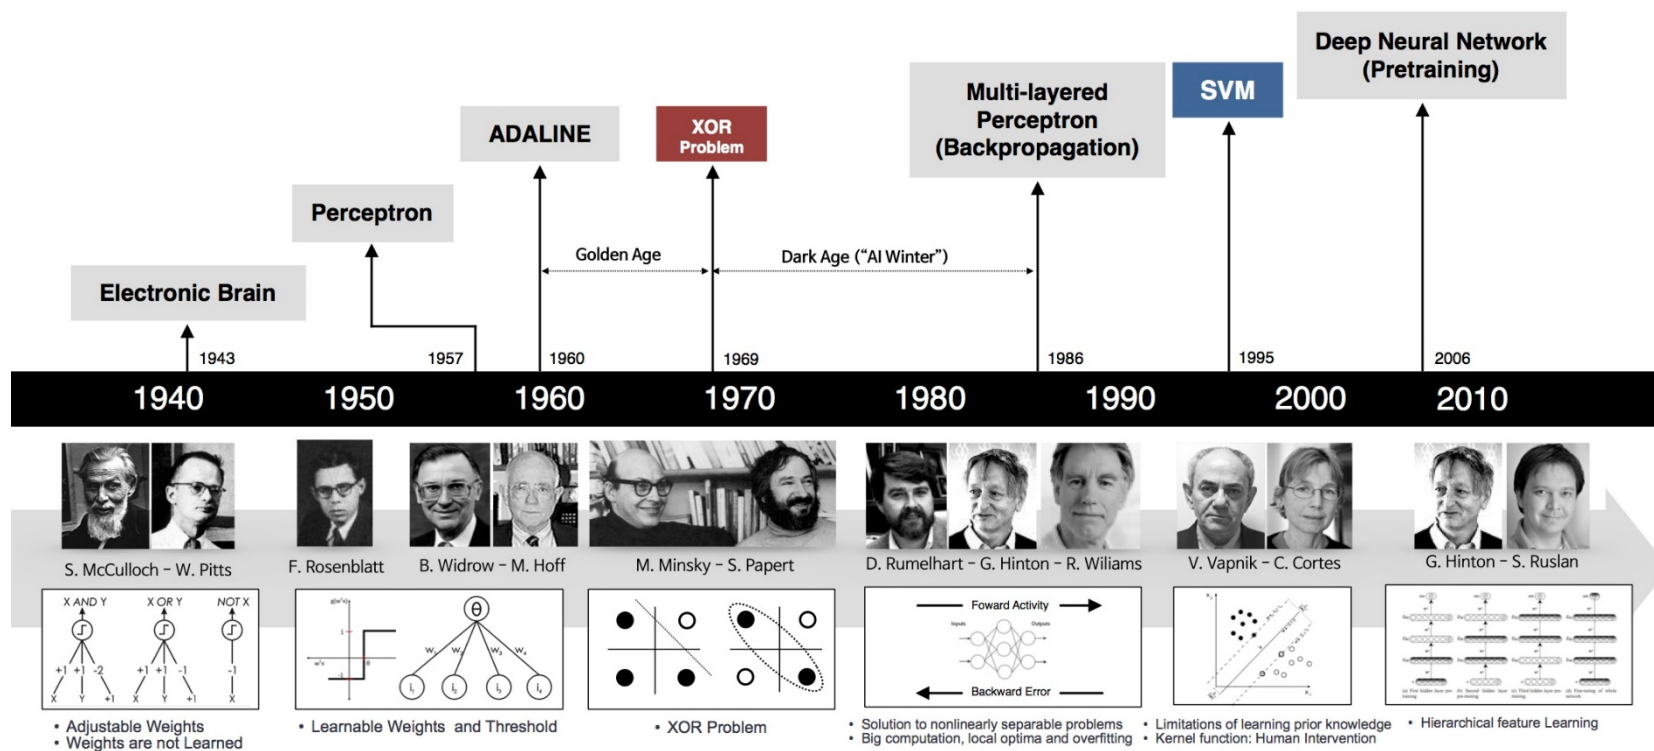 Deep Neural Network
(Pretraining)
Multi-layered
Perceptron
(Backpropagation)
SVM
ADALINE
XOR
Problem
Perceptron
Golden Age
Dark Age (“AI Winter”)
Electronic Brain
1943
1957
1960
1969
1986
1995
2006
1940
1950
1960
1970
1980
1990
2000
2010
S. McCulloch – W. Pitts
F. Rosenblatt
B. Widrow – M. Hoff
M. Minsky – S. Papert
D. Rumelhart – G. Hinton – R. Wiliams
V. Vapnik – C. Cortes
G. Hinton – S. Ruslan
X AND Y
X OR Y
NOT X
+1 +1 -2
+1 +1 -1
-1
X Y +1
X Y +1
X
1
0
-1
θ
W₃
W₄
i₁ i₂ i₃ i₄
Foward Activity
Inputs
Outputs
Backward Error
• Adjustable Weights
• Weights are not Learned
• Learnable Weights and Threshold
• XOR Problem
• Solution to nonlinearly separable problems
• Big computation, local optima and overfitting
• Limitations of learning prior knowledge
• Kernel function: Human Intervention
• Hierarchical feature Learning